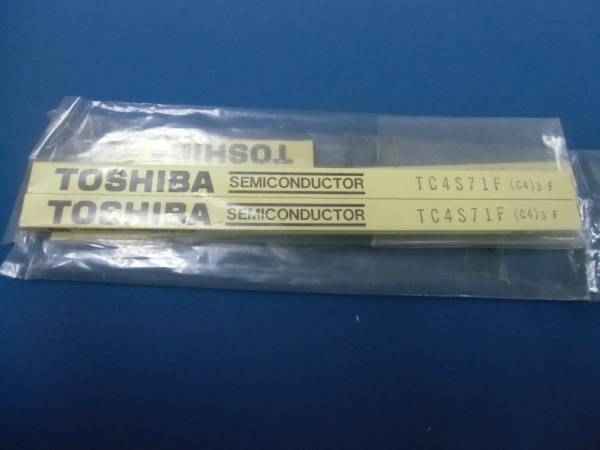 TOSHIBA
TOSHIBA SEMICONDUCTOR TC4S71F (C4)3 F
TOSHIBA SEMICONDUCTOR TC4S71F (C4)3 F